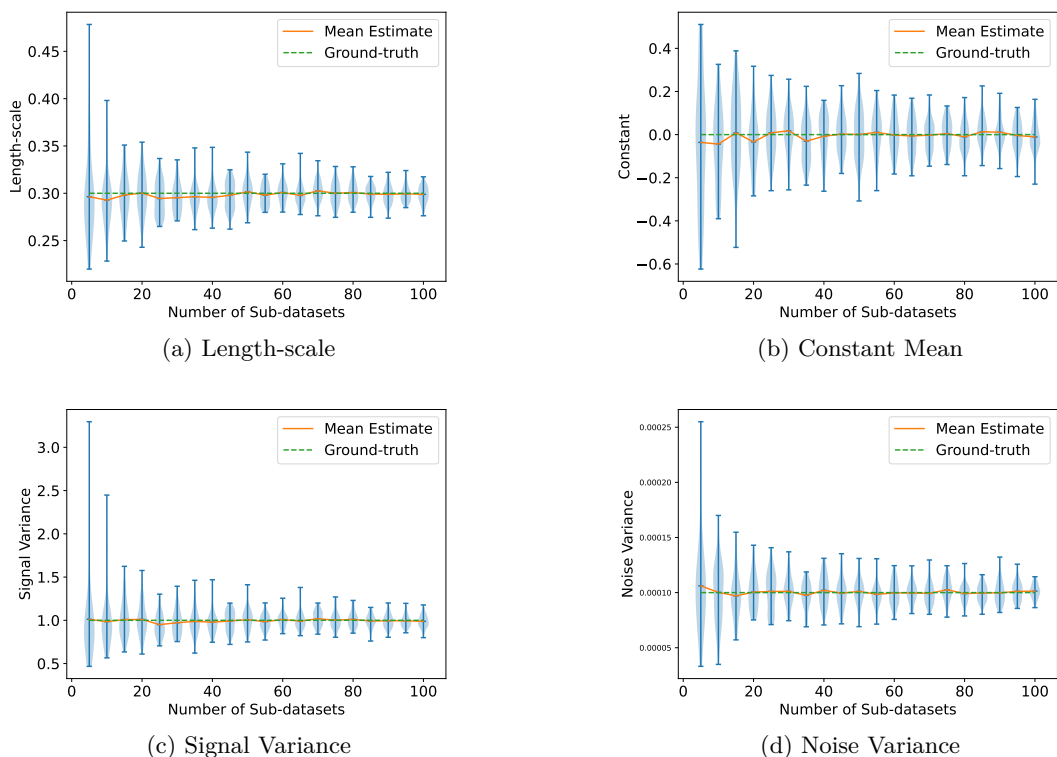 Mean Estimate
Ground-truth
0.45
0.40
0.35
0.30
0.25
Length-scale
0 20 40 60 80 100
Number of Sub-datasets
(a) Length-scale
Mean Estimate
Ground-truth
0.4
0.2
0.0
−0.2
−0.4
−0.6
Constant
0 20 40 60 80 100
Number of Sub-datasets
(b) Constant Mean
Mean Estimate
Ground-truth
3.0
2.5
2.0
1.5
1.0
0.5
Signal Variance
0 20 40 60 80 100
Number of Sub-datasets
(c) Signal Variance
Mean Estimate
Ground-truth
0.00025
0.00020
0.00015
0.00010
0.00005
Noise Variance
0 20 40 60 80 100
Number of Sub-datasets
(d) Noise Variance